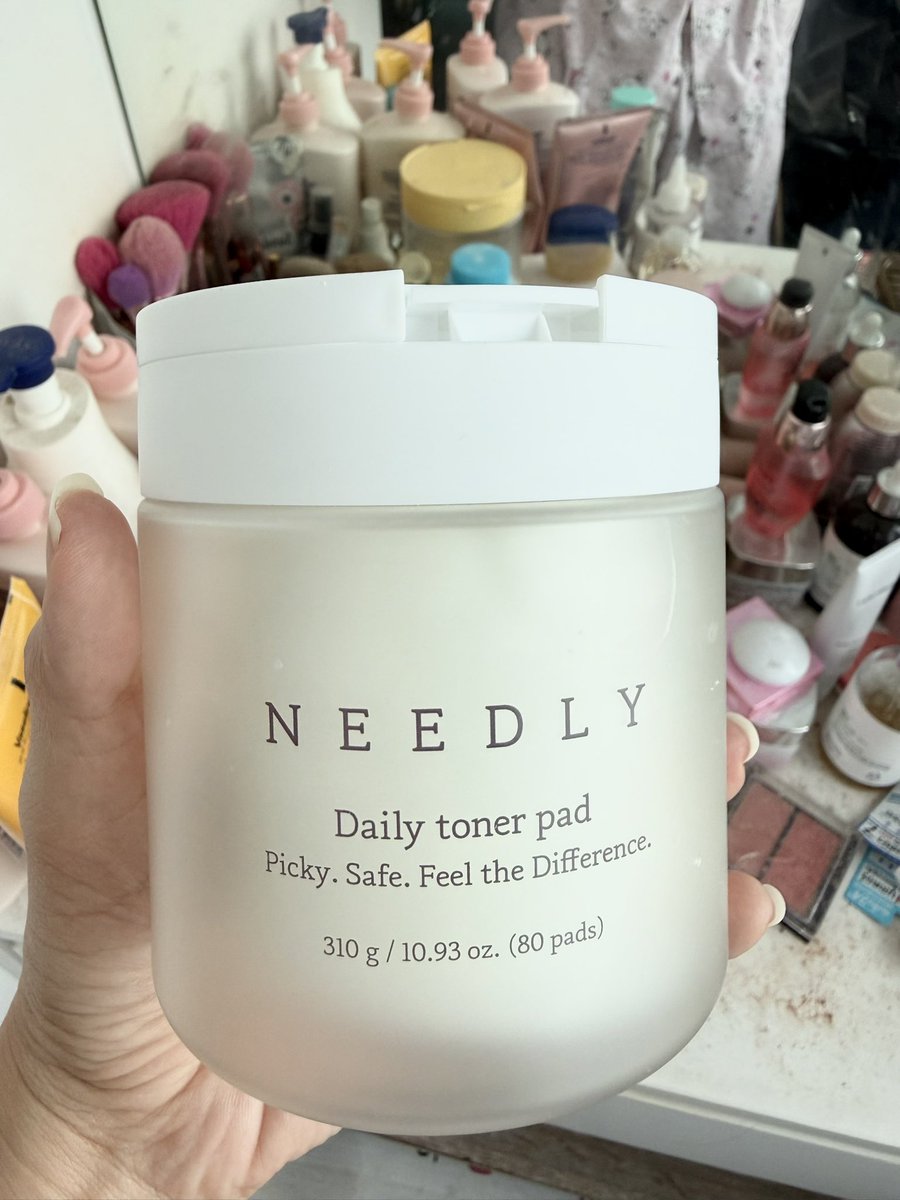 NEEDLY
Daily toner pad
Picky. Safe. Feel the Difference.
310 g / 10.93 oz. (80 pads)